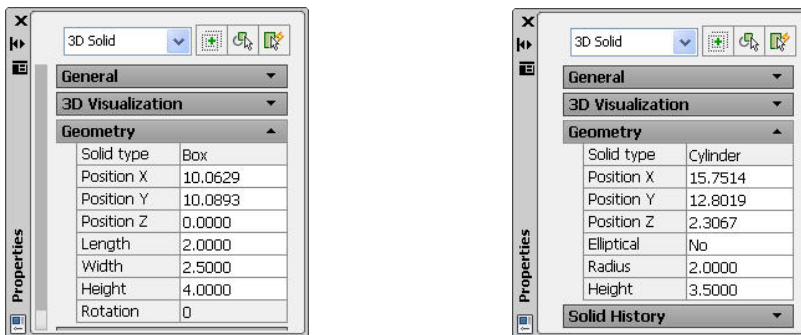 3D Solid
General
3D Visualization
Geometry
Solid type Box
Position X 10.0629
Position Y 10.0893
Position Z 0.0000
Length 2.0000
Width 2.5000
Height 4.0000
Rotation 0
Properties
3D Solid
General
3D Visualization
Geometry
Solid type Cylinder
Position X 15.7514
Position Y 12.8019
Position Z 2.3067
Elliptical No
Radius 2.0000
Height 3.5000
Solid History
Properties